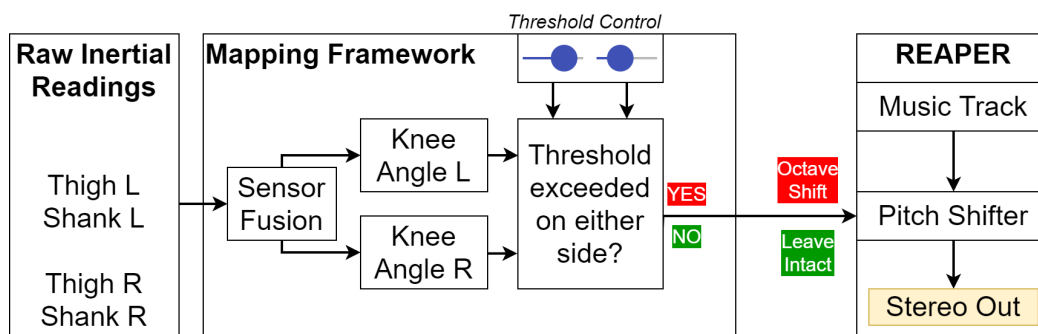 Threshold Control
Raw Inertial
Readings
Thigh L
Shank L
Thigh R
Shank R
Mapping Framework
Sensor
Fusion
Knee
Angle L
Knee
Angle R
Threshold
exceeded
on either
side?
YES
NO
Octave
Shift
Leave
Intact
REAPER
Music Track
Pitch Shifter
Stereo Out